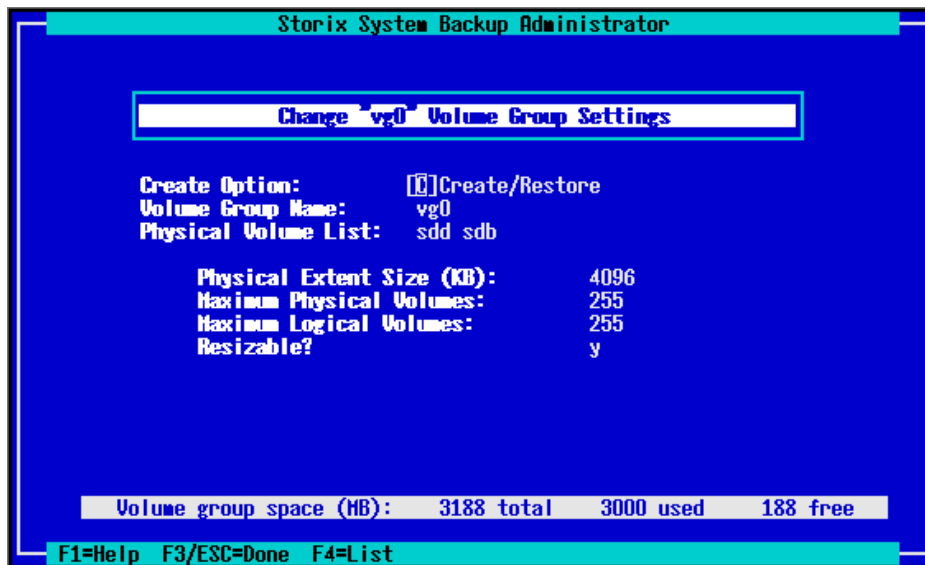 Storix System Backup Administrator
Change "vg0" Volume Group Settings
Create Option: [C]Create/Restore
Volume Group Name: vg0
Physical Volume List: sdd sdb
Physical Extent Size (KB): 4096
Maximum Physical Volumes: 255
Maximum Logical Volumes: 255
Resizable? y
Volume group space (MB): 3188 total 3000 used 188 free
F1=Help F3/ESC=Done F4=List